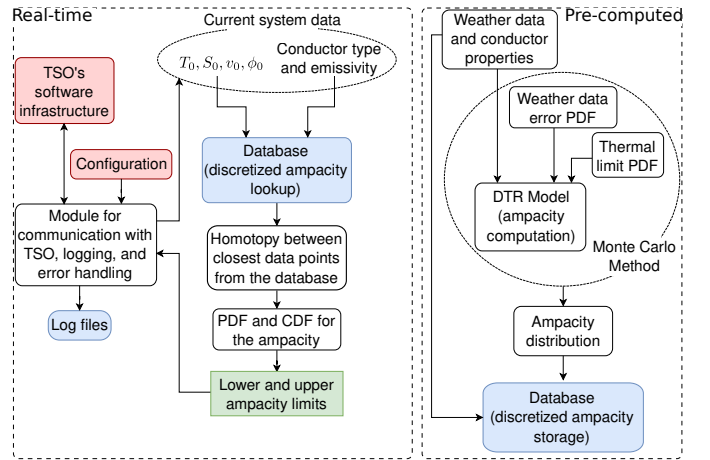 Real-time
Current system data
T₀, S₀, v₀, ϕ₀
Conductor type
and emissivity
TSO's
software
infrastructure
Configuration
Module for
communication with
TSO, logging, and
error handling
Log files
Database
(discretized ampacity
lookup)
Homotopy between
closest data points
from the database
PDF and CDF for
the ampacity
Lower and upper
ampacity limits
Pre-computed
Weather data
and conductor
properties
Weather data
error PDF
Thermal
limit PDF
DTR Model
(ampacity
computation)
Monte Carlo
Method
Ampacity
distribution
Database
(discretized ampacity
storage)